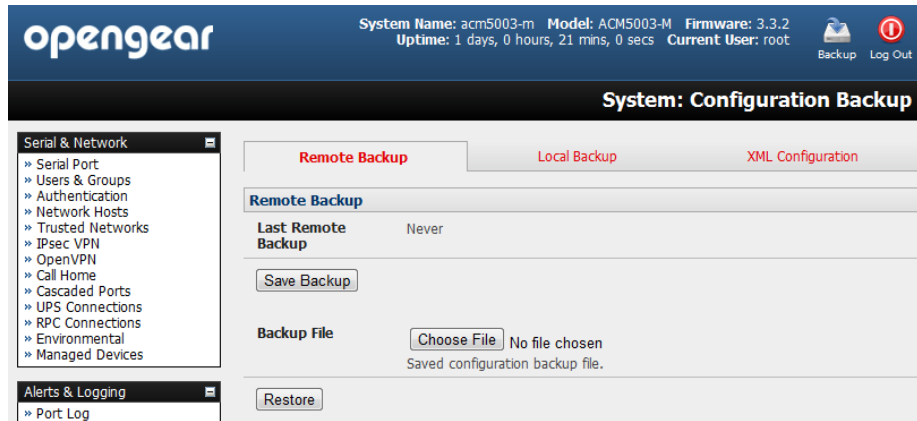 opengear
System Name: acm5003-m Model: ACM5003-M Firmware: 3.3.2
Uptime: 1 days, 0 hours, 21 mins, 0 secs Current User: root
Backup
Log Out
System: Configuration Backup
Serial & Network
» Serial Port
» Users & Groups
» Authentication
» Network Hosts
» Trusted Networks
» IPsec VPN
» OpenVPN
» Call Home
» Cascaded Ports
» UPS Connections
» RPC Connections
» Environmental
» Managed Devices
Alerts & Logging
» Port Log
Remote Backup
Local Backup
XML Configuration
Remote Backup
Last Remote
Backup
Never
Save Backup
Backup File
Choose File No file chosen
Saved configuration backup file.
Restore